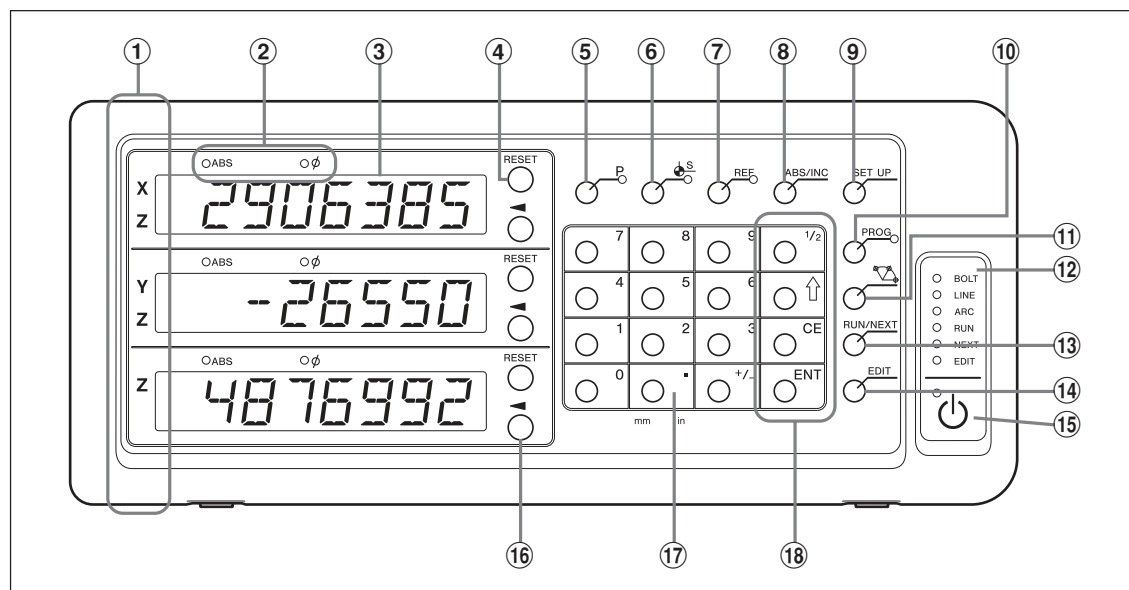 ① ② ③ ④ ⑤ ⑥ ⑦ ⑧ ⑨ ⑩
ABS ø RESET
X
Z
2906385
P S REF ABS/INC SET UP
ABS ø RESET
Y
Z
-26550
ABS ø RESET
Z
4876992
7 8 9 1/2
4 5 6 ⇧
1 2 3 CE
0 . +/- ENT
mm in
PROG
⑪
RUN/NEXT
⑬
EDIT
⑭
⑫
BOLT
LINE
ARC
RUN
NEXT
EDIT
⑮
⑯ ⑰ ⑱